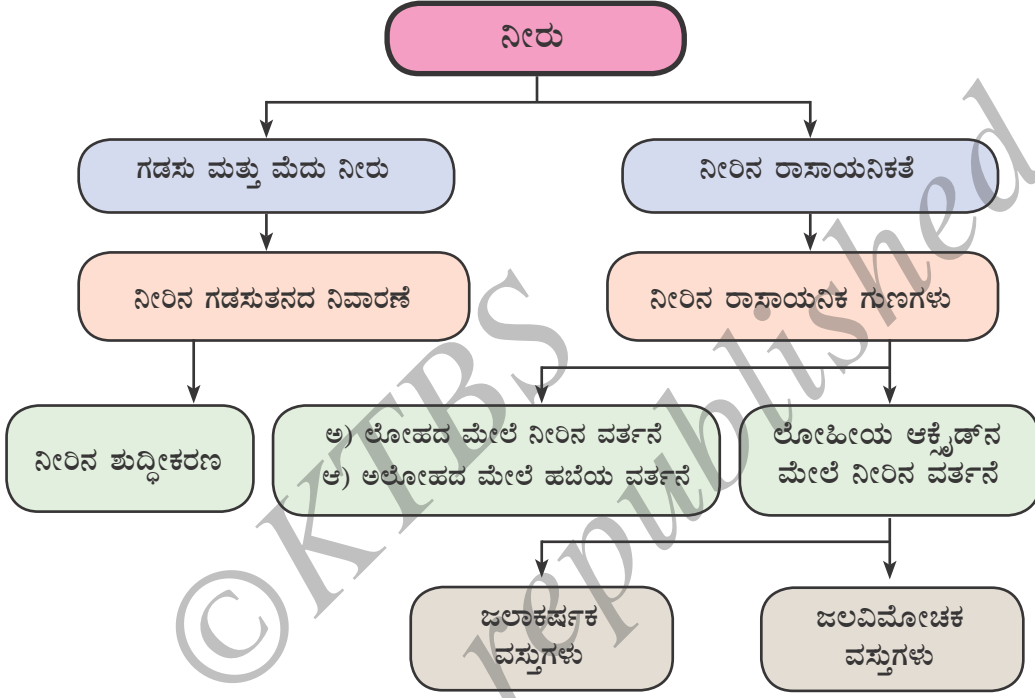 ನೀರು
ಗಡಸು ಮತ್ತು ಮೆದು ನೀರು
ನೀರಿನ ರಾಸಾಯನಿಕತೆ
ನೀರಿನ ಗಡಸುತನದ ನಿವಾರಣೆ
ನೀರಿನ ರಾಸಾಯನಿಕ ಗುಣಗಳು
ನೀರಿನ ಶುದ್ಧೀಕರಣ
ಅ) ಲೋಹದ ಮೇಲೆ ನೀರಿನ ವರ್ತನೆ
ಆ) ಅಲೋಹದ ಮೇಲೆ ಹಬೆಯ ವರ್ತನೆ
ಲೋಹೀಯ ಆಕ್ಸೈಡ್‌ನ
ಮೇಲೆ ನೀರಿನ ವರ್ತನೆ
ಜಲಾಕರ್ಷಕ
ವಸ್ತುಗಳು
ಜಲವಿಮೋಚಕ
ವಸ್ತುಗಳು
©KTBS
republished